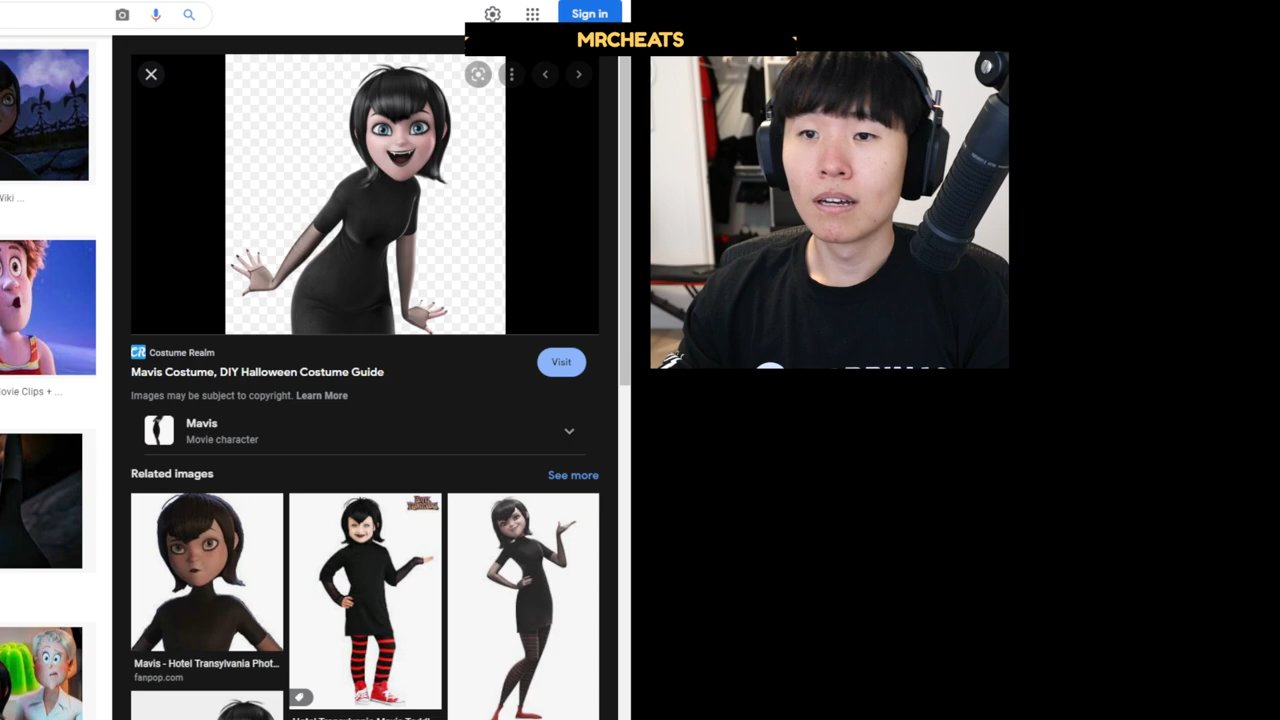 Sign in
MRCHEATS
Wiki ...
ovie Clips + ...
CR Costume Realm
Mavis Costume, DIY Halloween Costume Guide
Visit
Images may be subject to copyright. Learn More
Mavis
Movie character
Related images
See more
Mavis - Hotel Transylvania Phot...
fanpop.com